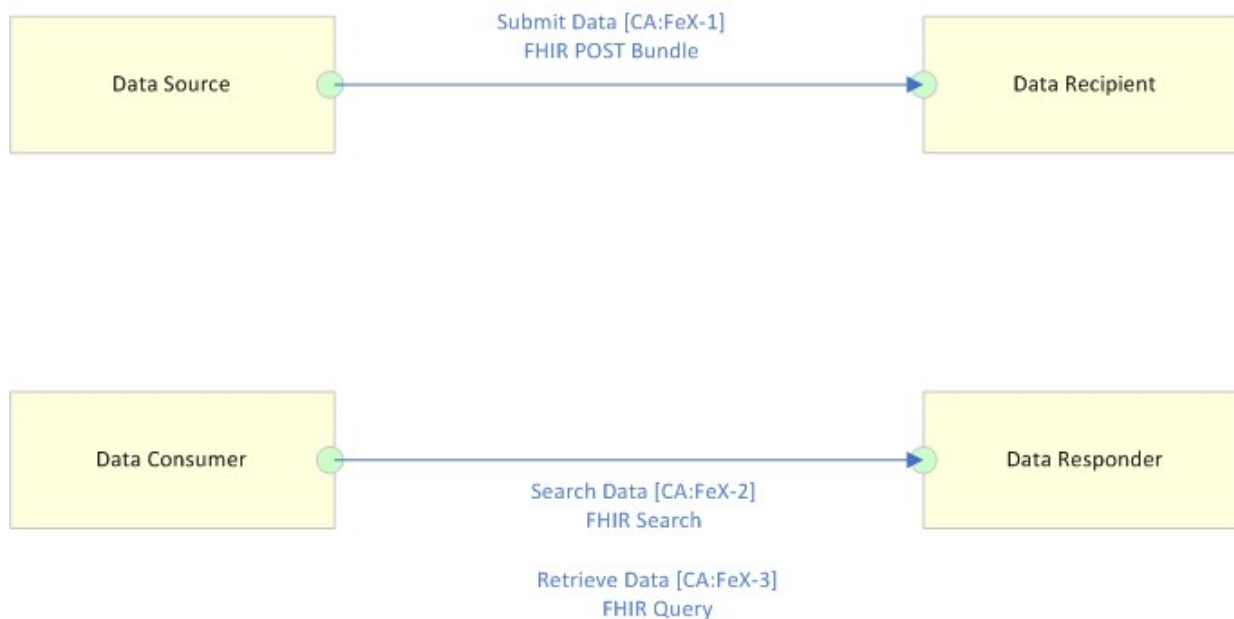 Submit Data [CA:FeX-1]
FHIR POST Bundle
Data Source
Data Recipient
Data Consumer
Data Responder
Search Data [CA:FeX-2]
FHIR Search
Retrieve Data [CA:FeX-3]
FHIR Query